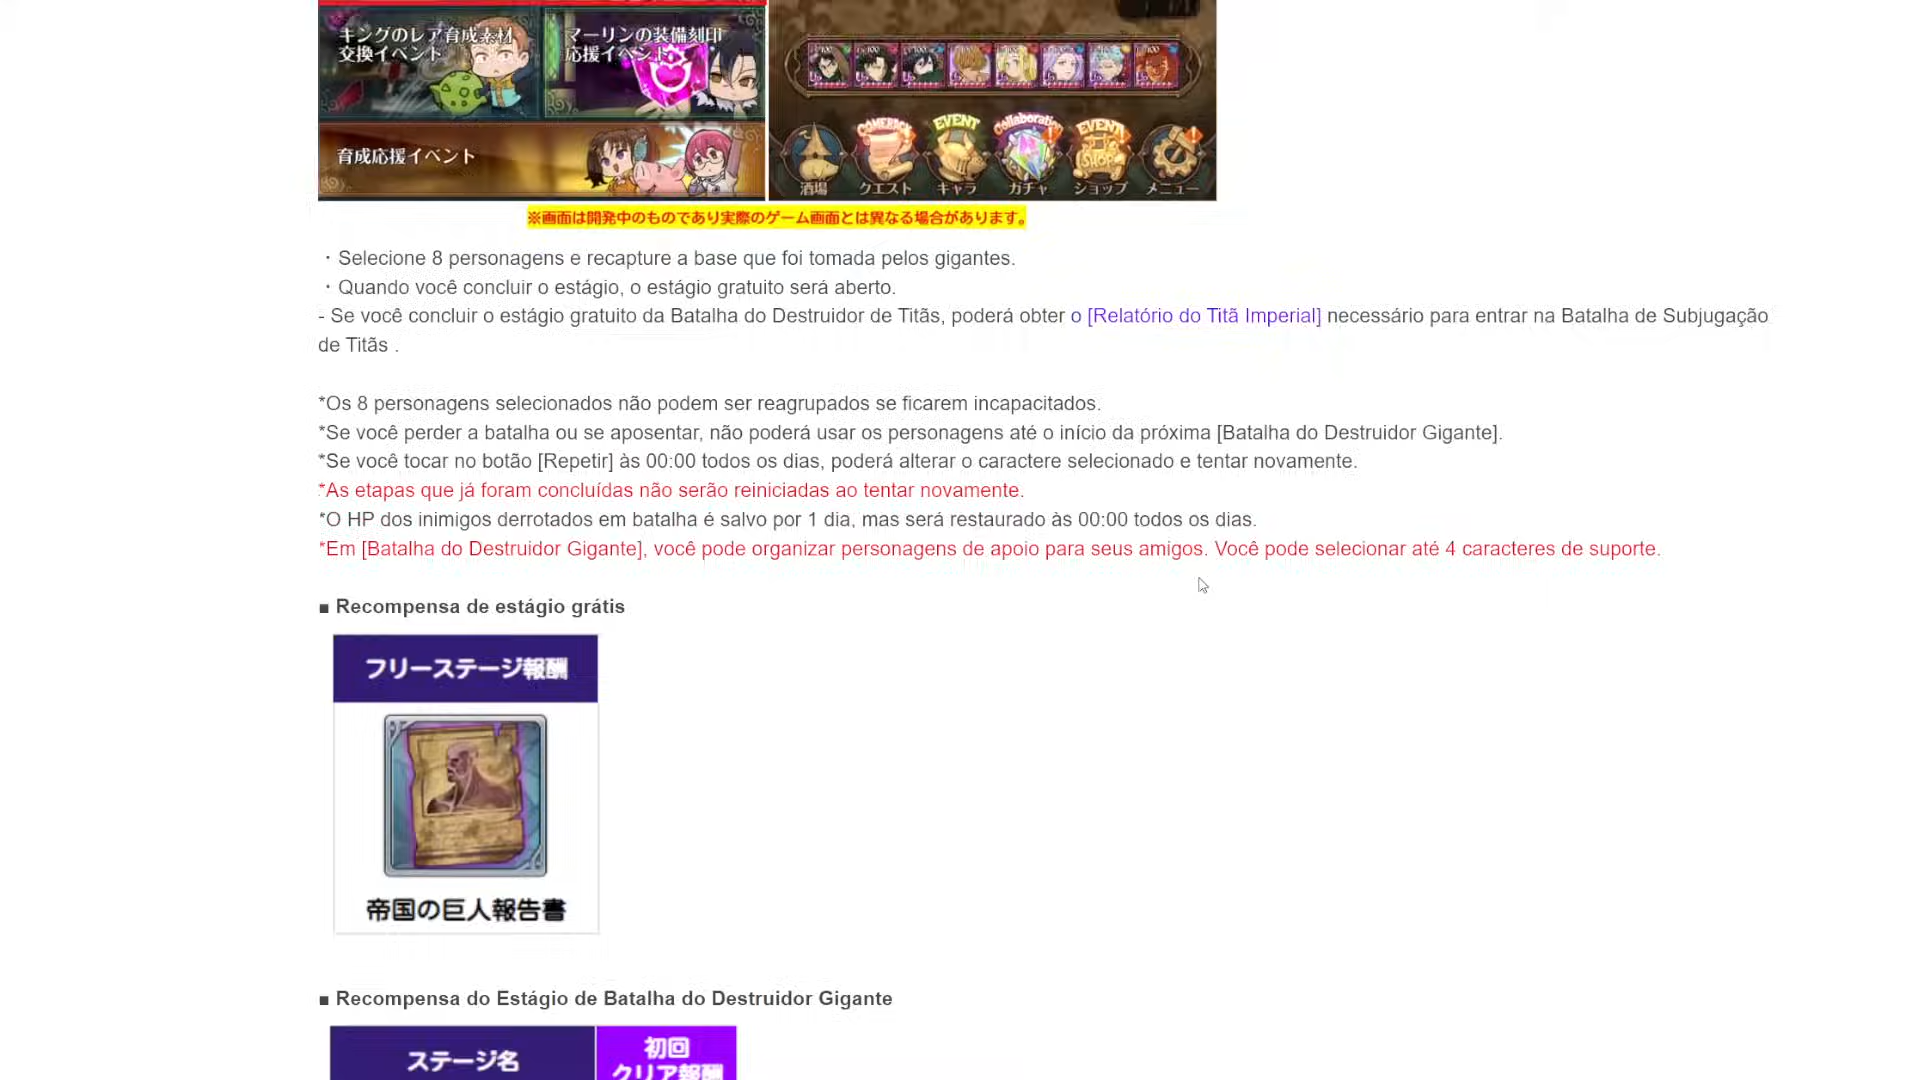 キングのレア育成素材
交換イベント
マーリンの装備刻印
応援イベント
育成応援イベント
COMEBACK
EVENT
Collaboration
EVENT
SHOP
酒場
クエスト
キャラ
ガチャ
ショップ
メニュー
※画面は開発中のものであり実際のゲーム画面とは異なる場合があります。
・Selecione 8 personagens e recapture a base que foi tomada pelos gigantes.
・Quando você concluir o estágio, o estágio gratuito será aberto.
- Se você concluir o estágio gratuito da Batalha do Destruidor de Titãs, poderá obter o [Relatório do Titã Imperial] necessário para entrar na Batalha de Subjugação
de Titãs .
*Os 8 personagens selecionados não podem ser reagrupados se ficarem incapacitados.
*Se você perder a batalha ou se aposentar, não poderá usar os personagens até o início da próxima [Batalha do Destruidor Gigante].
*Se você tocar no botão [Repetir] às 00:00 todos os dias, poderá alterar o caractere selecionado e tentar novamente.
*As etapas que já foram concluídas não serão reiniciadas ao tentar novamente.
*O HP dos inimigos derrotados em batalha é salvo por 1 dia, mas será restaurado às 00:00 todos os dias.
*Em [Batalha do Destruidor Gigante], você pode organizar personagens de apoio para seus amigos. Você pode selecionar até 4 caracteres de suporte.
■ Recompensa de estágio grátis
フリーステージ報酬
帝国の巨人報告書
■ Recompensa do Estágio de Batalha do Destruidor Gigante
ステージ名
初回
クリア報酬